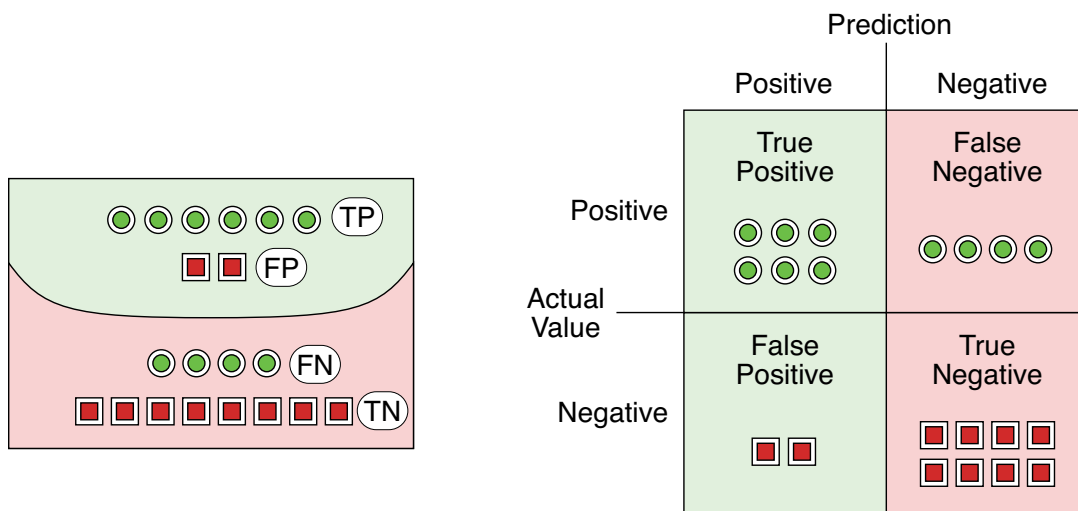 TP
FP
FN
TN
Prediction
Positive
Negative
True
Positive
False
Negative
Positive
Actual
Value
False
Positive
True
Negative
Negative